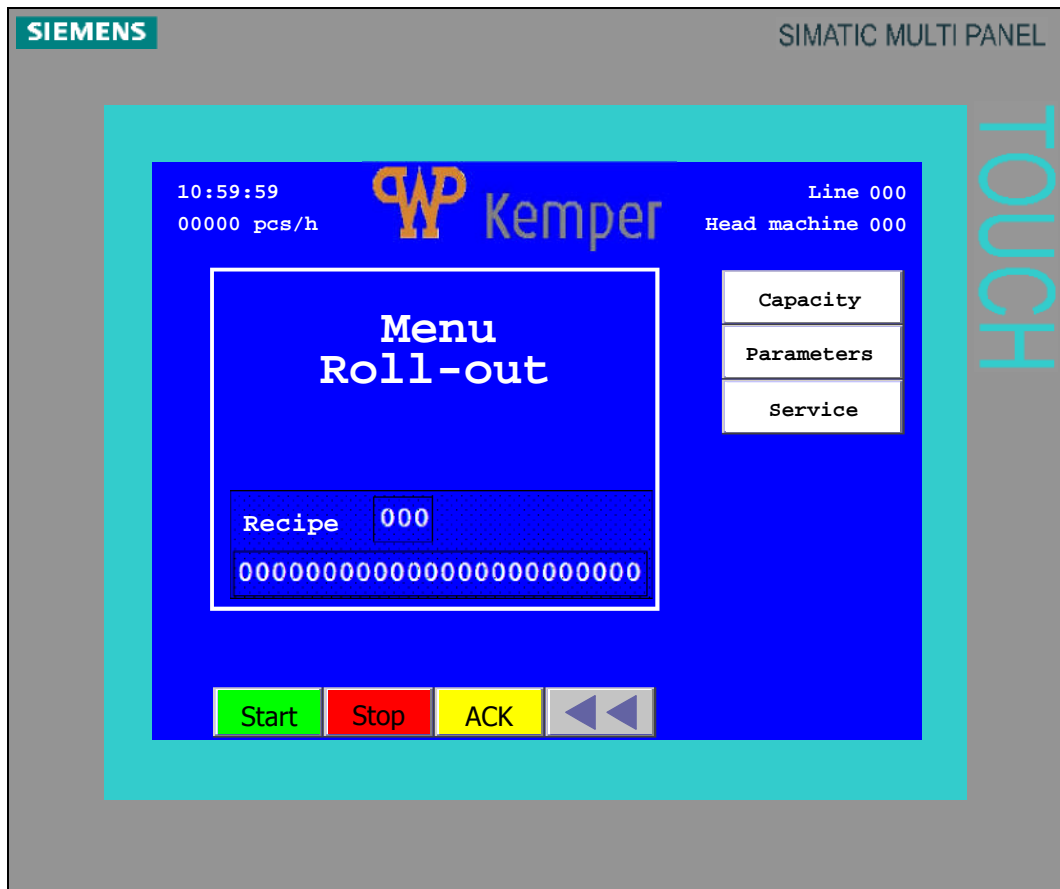 SIEMENS
SIMATIC MULTI PANEL
TOUCH
10:59:59
00000 pcs/h
WP Kemper
Line 000
Head machine 000
Menu
Roll-out
Recipe 000
000000000000000000000000
Capacity
Parameters
Service
Start Stop ACK